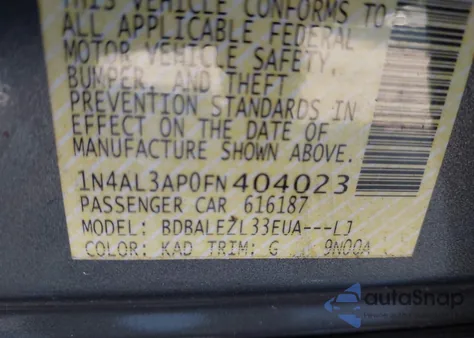 THIS VEHICLE CONFORMS TO
ALL APPLICABLE FEDERAL
MOTOR VEHICLE SAFETY,
BUMPER, AND THEFT
PREVENTION STANDARDS IN
EFFECT ON THE DATE OF
MANUFACTURE SHOWN ABOVE.
1N4AL3AP0FN404023
PASSENGER CAR 616187
MODEL: BDBALEZL33EUA---LJ
COLOR: KAD TRIM: G
autoSnap